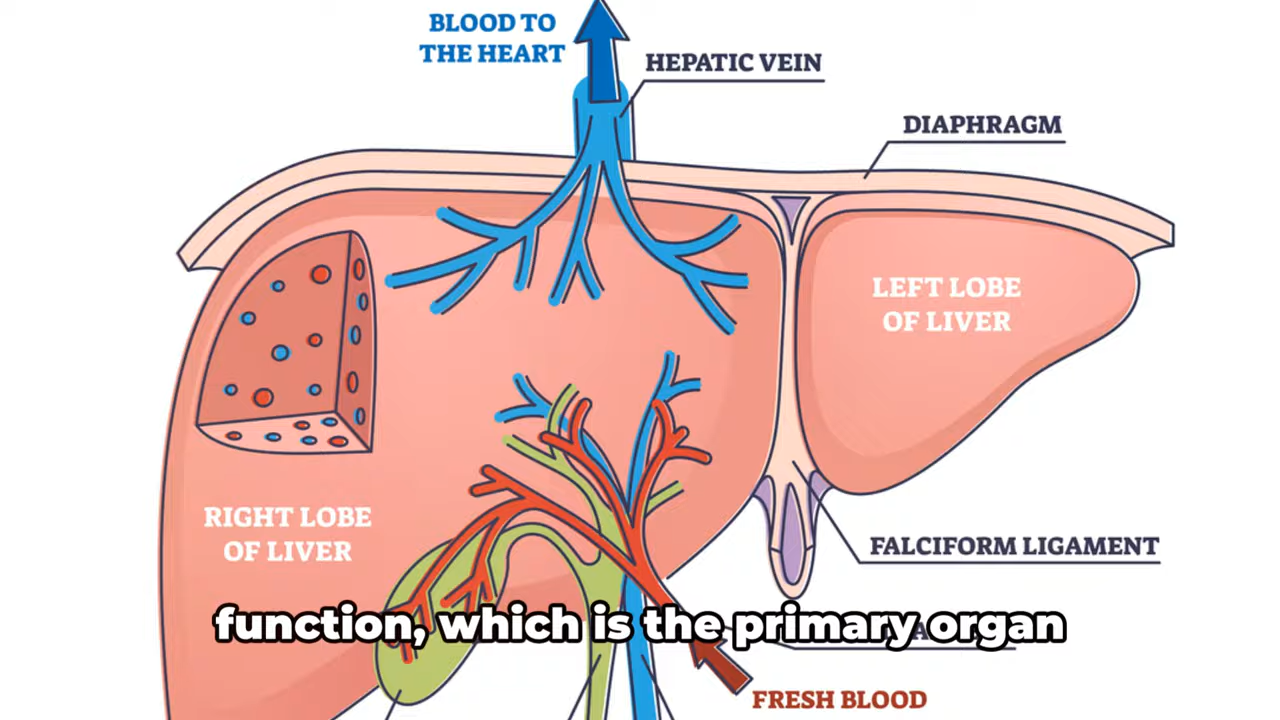 BLOOD TO
THE HEART
HEPATIC VEIN
DIAPHRAGM
LEFT LOBE
OF LIVER
RIGHT LOBE
OF LIVER
FALCIFORM LIGAMENT
function, which is the primary organ
FRESH BLOOD